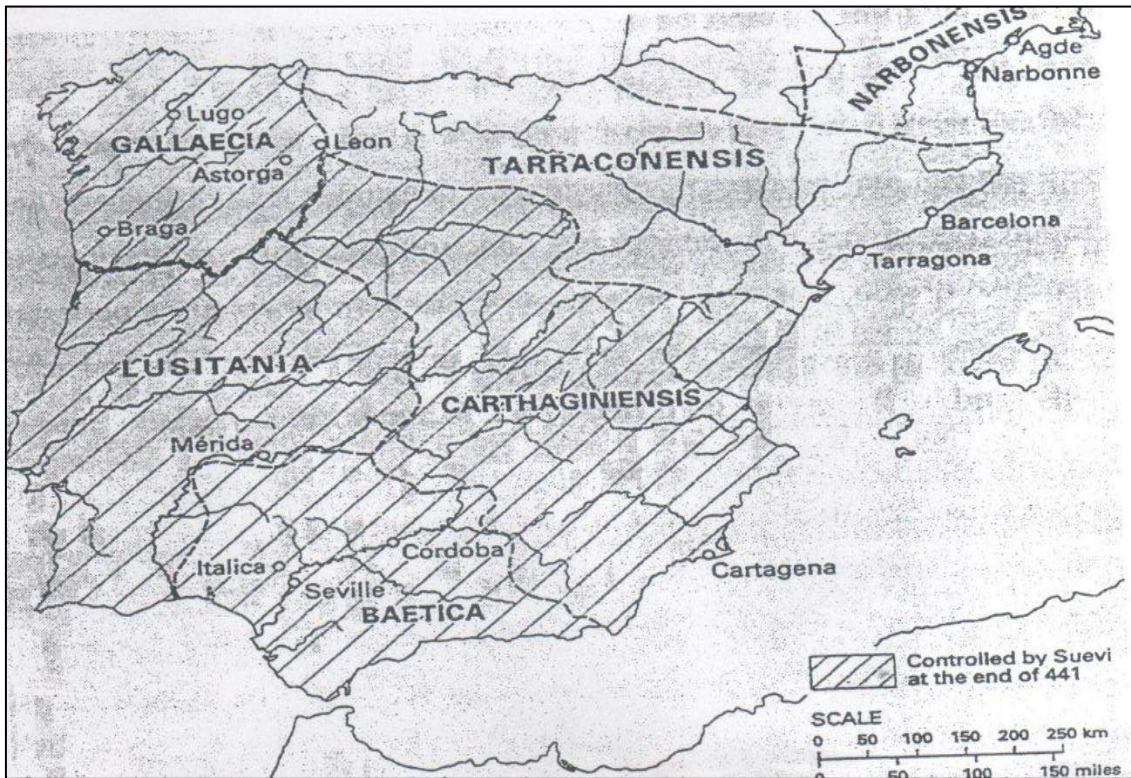 NARBONENSIS
Agde
Narbonne
Lugo
GALLAECIA
Leon
Astorga
TARRACONENSIS
Braga
Barcelona
Tarragona
LUSITANIA
CARTHAGINIENSIS
Mérida
Cordoba
Italica
Cartagena
Seville
BAETICA
Controlled by Suevi
at the end of 441
SCALE
0 50 100 150 200 250 km
0 50 100 150 miles